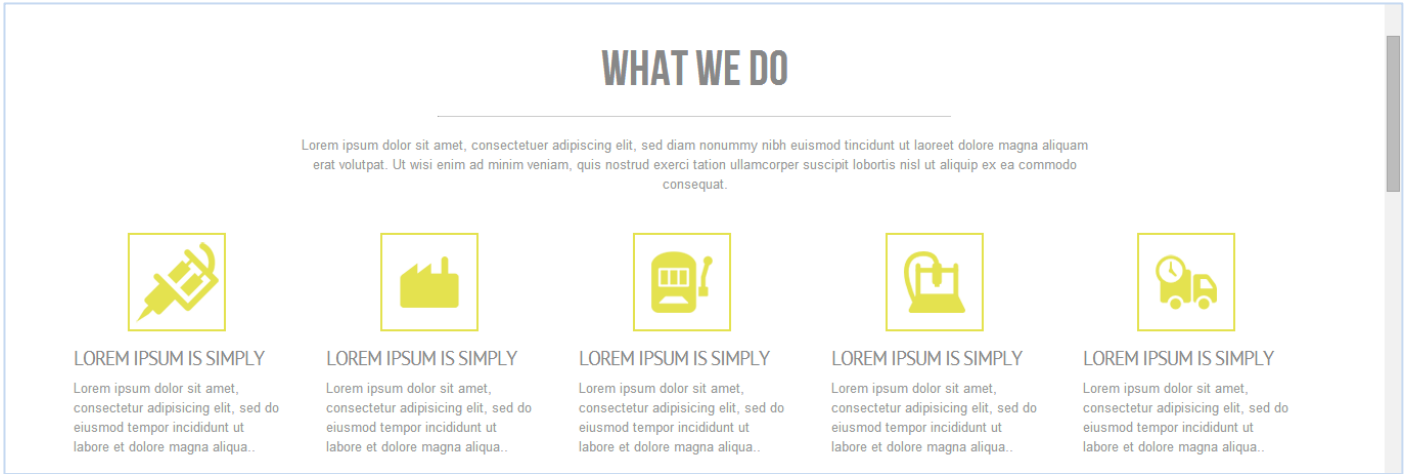 WHAT WE DO
Lorem ipsum dolor sit amet, consectetuer adipiscing elit, sed diam nonummy nibh euismod tincidunt ut laoreet dolore magna aliquam
erat volutpat. Ut wisi enim ad minim veniam, quis nostrud exerci tation ullamcorper suscipit lobortis nisl ut aliquip ex ea commodo
consequat.
LOREM IPSUM IS SIMPLY
Lorem ipsum dolor sit amet,
consectetur adipisicing elit, sed do
eiusmod tempor incididunt ut
labore et dolore magna aliqua..
LOREM IPSUM IS SIMPLY
Lorem ipsum dolor sit amet,
consectetur adipisicing elit, sed do
eiusmod tempor incididunt ut
labore et dolore magna aliqua..
LOREM IPSUM IS SIMPLY
Lorem ipsum dolor sit amet,
consectetur adipisicing elit, sed do
eiusmod tempor incididunt ut
labore et dolore magna aliqua..
LOREM IPSUM IS SIMPLY
Lorem ipsum dolor sit amet,
consectetur adipisicing elit, sed do
eiusmod tempor incididunt ut
labore et dolore magna aliqua..
LOREM IPSUM IS SIMPLY
Lorem ipsum dolor sit amet,
consectetur adipisicing elit, sed do
eiusmod tempor incididunt ut
labore et dolore magna aliqua..